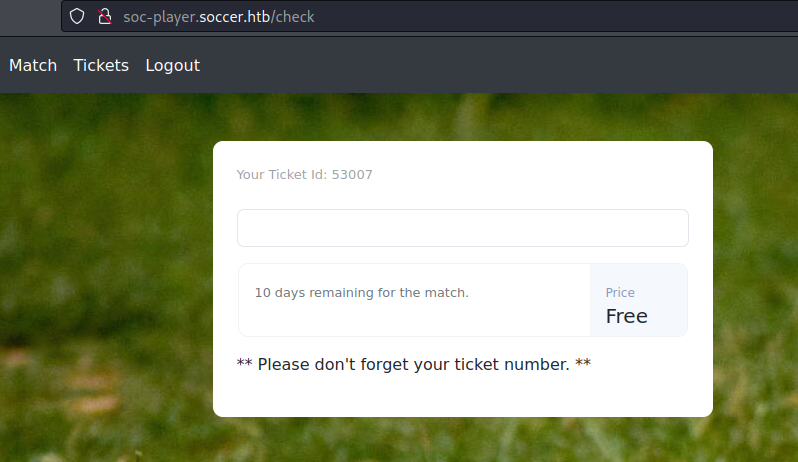 soc-player.soccer.htb/check
Match Tickets Logout
Your Ticket Id: 53007
10 days remaining for the match.
Price
Free
** Please don't forget your ticket number. **